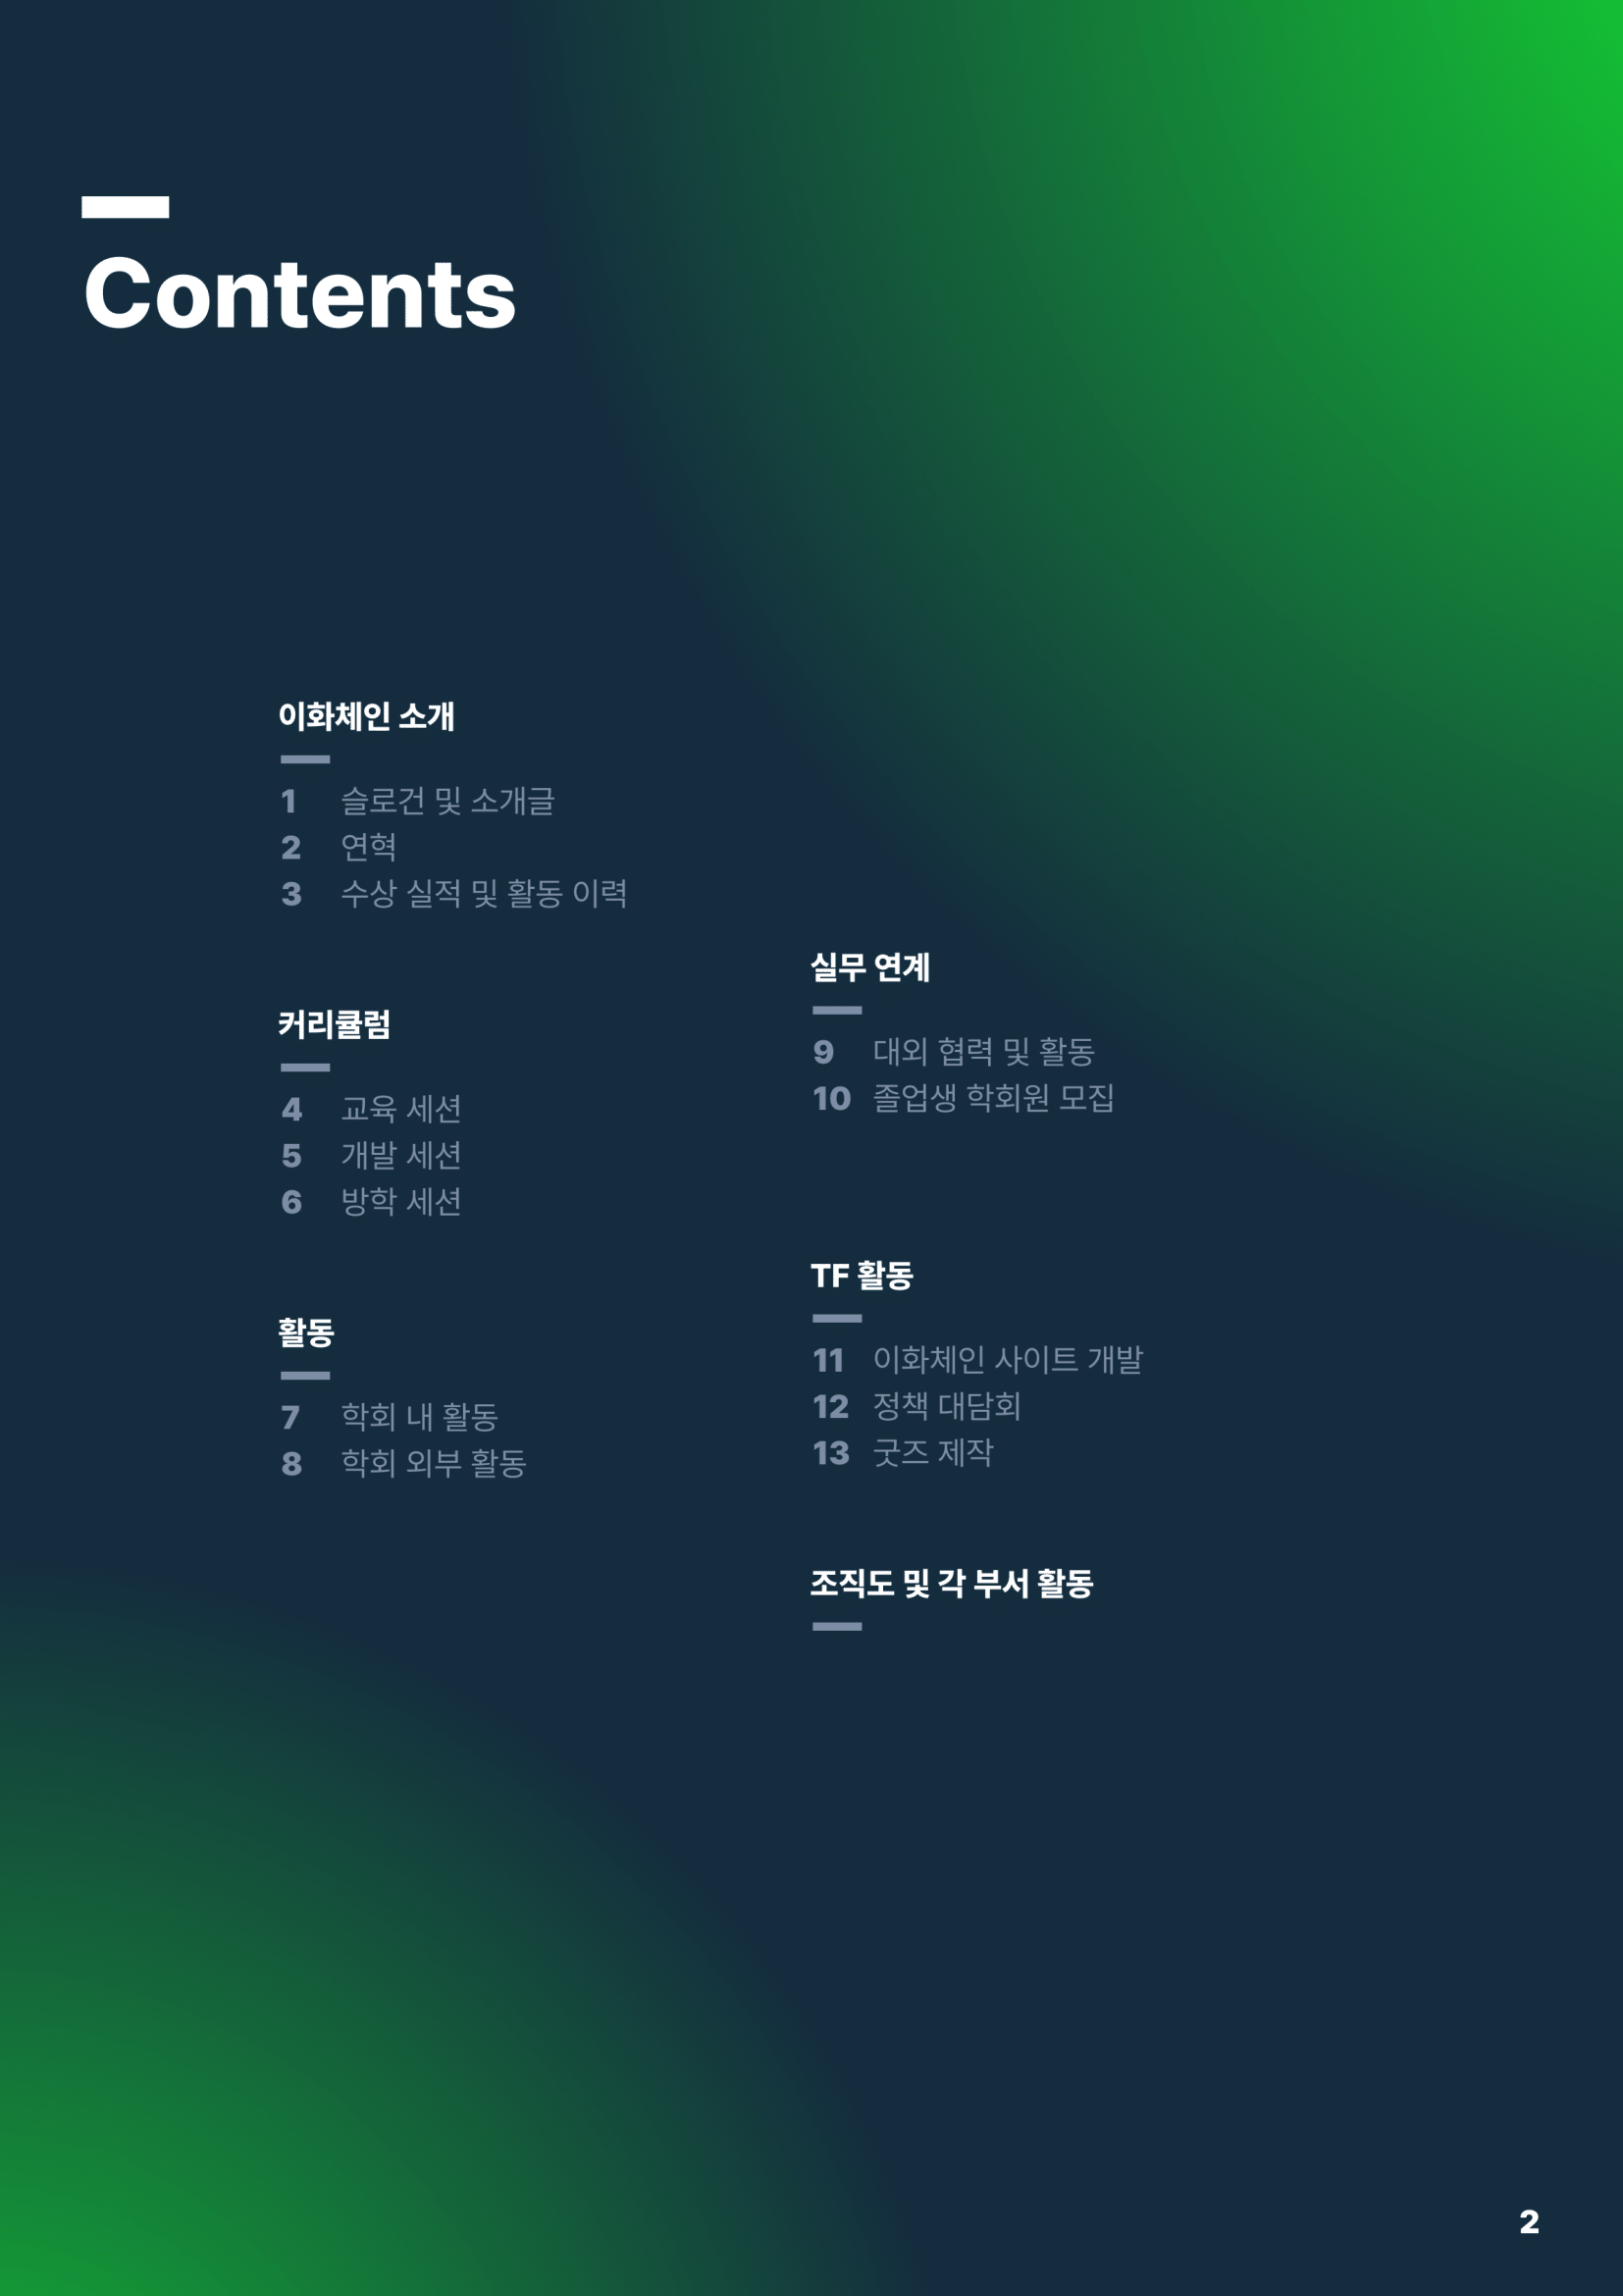 Contents
이화체인 소개
1 슬로건 및 소개글
2 연혁
3 수상 실적 및 활동 이력
커리큘럼
4 교육 세션
5 개발 세션
6 방학 세션
활동
7 학회 내 활동
8 학회 외부 활동
실무 연계
9 대외 협력 및 활동
10 졸업생 학회원 모집
TF 활동
11 이화체인 사이트 개발
12 정책 대담회
13 굿즈 제작
조직도 및 각 부서 활동
2